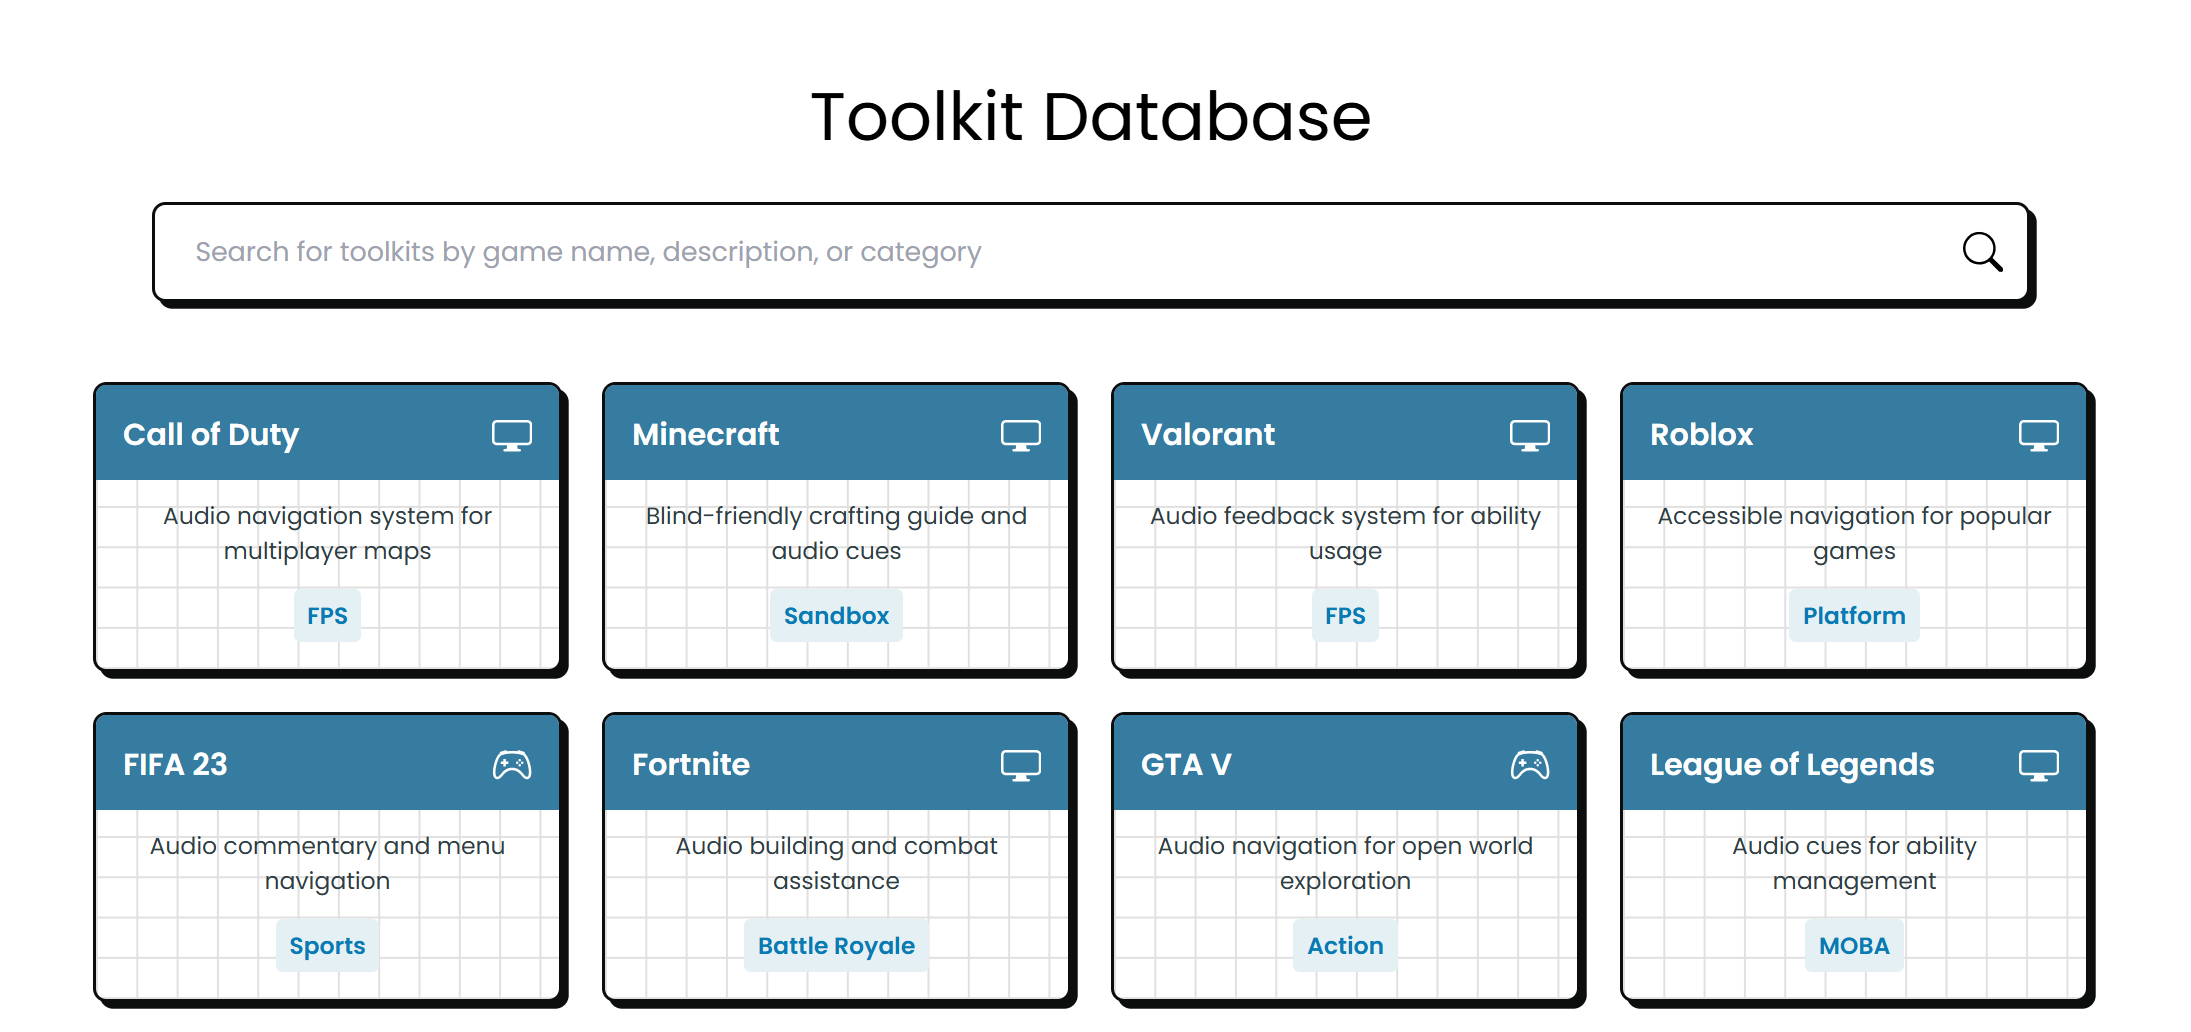 Toolkit Database
Search for toolkits by game name, description, or category
Call of Duty
Audio navigation system for
multiplayer maps
FPS
Minecraft
Blind-friendly crafting guide and
audio cues
Sandbox
Valorant
Audio feedback system for ability
usage
FPS
Roblox
Accessible navigation for popular
games
Platform
FIFA 23
Audio commentary and menu
navigation
Sports
Fortnite
Audio building and combat
assistance
Battle Royale
GTA V
Audio navigation for open world
exploration
Action
League of Legends
Audio cues for ability
management
MOBA